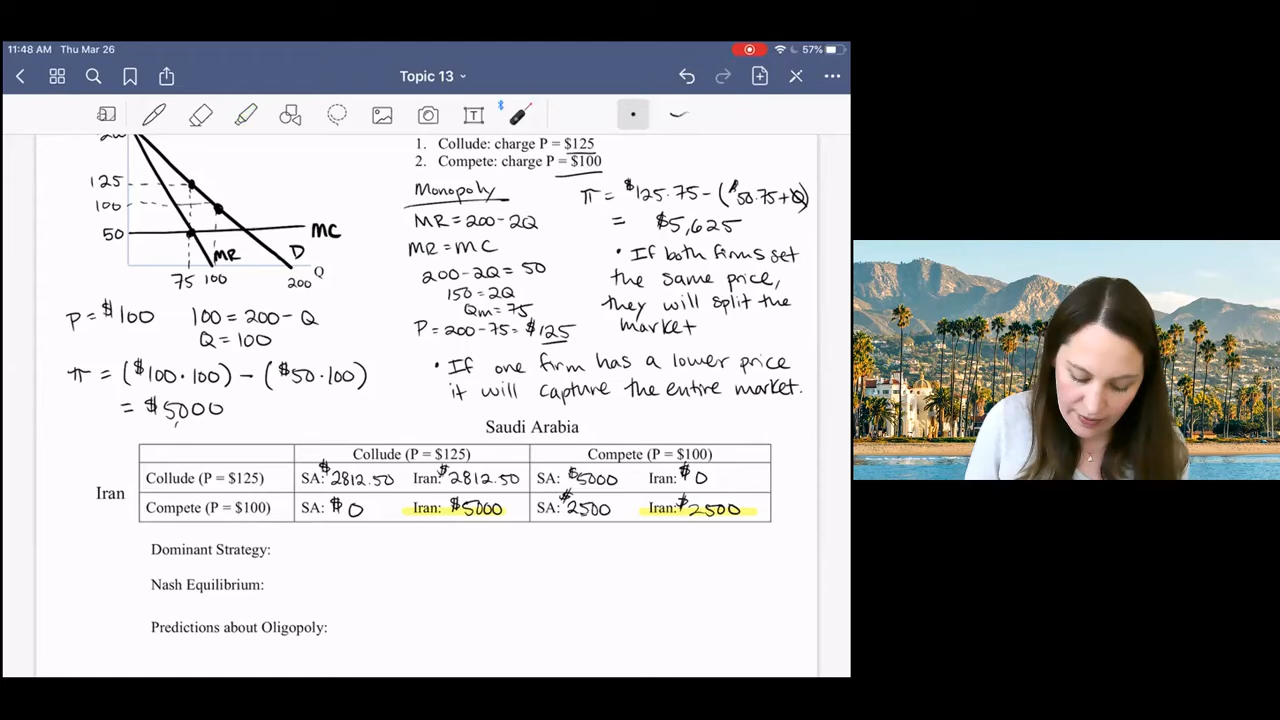 11:48 AM Thu Mar 26
57%
Topic 13
125
100
50
MC
MR
D
75 100
200
Q
P = $100 100 = 200 - Q
Q = 100
π = ($100·100) - ($50·100)
= $5000
1. Collude: charge P = $125
2. Compete: charge P = $100
Monopoly
MR = 200 - 2Q
MR = MC
200 - 2Q = 50
150 = 2Q
Qm = 75
P = 200 - 75 = $125
π = $125·75 - ($50·75 + 0)
= $5,625
• If both firms set
the same price,
they will split the
market
• If one firm has a lower price
it will capture the entire market.
Saudi Arabia
Collude (P = $125) Compete (P = $100)
Iran
Collude (P = $125) SA: $2812.50 Iran: $2812.50 SA: $5000 Iran: $0
Compete (P = $100) SA: $0 Iran: $5000 SA: $2500 Iran: $2500
Dominant Strategy:
Nash Equilibrium:
Predictions about Oligopoly: